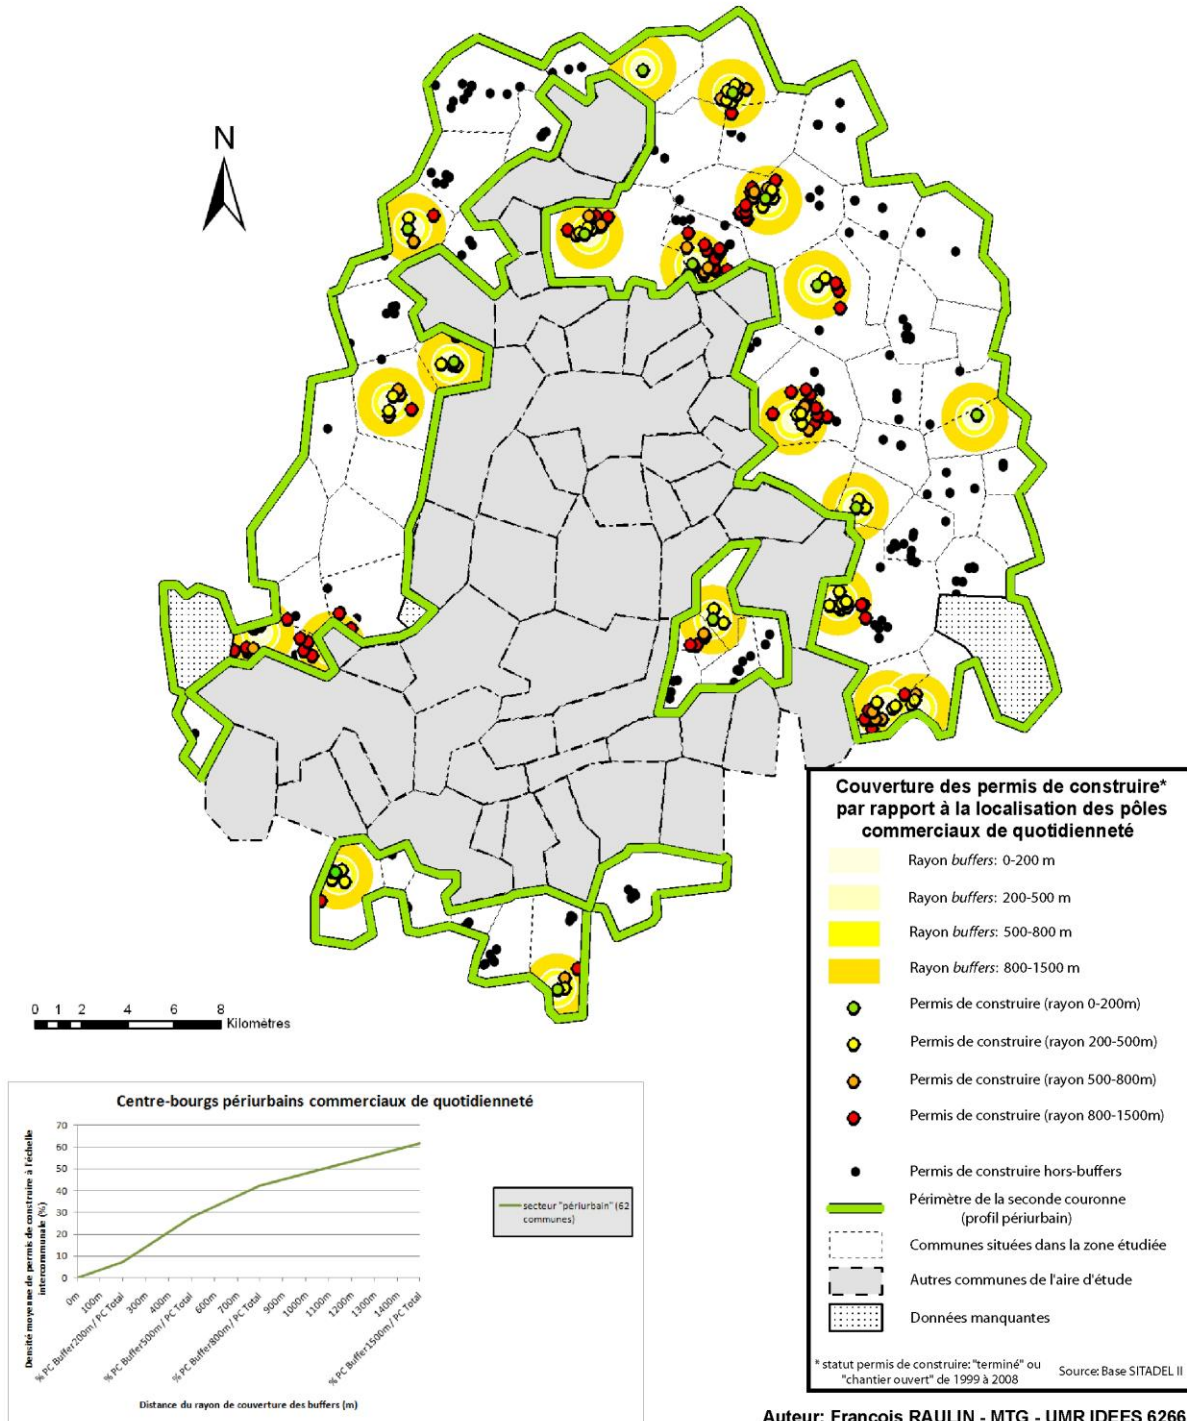 N
0 1 2 4 6 8
Kilomètres
Couverture des permis de construire*
par rapport à la localisation des pôles
commerciaux de quotidienneté
Rayon buffers: 0-200 m
Rayon buffers: 200-500 m
Rayon buffers: 500-800 m
Rayon buffers: 800-1500 m
Permis de construire (rayon 0-200m)
Permis de construire (rayon 200-500m)
Permis de construire (rayon 500-800m)
Permis de construire (rayon 800-1500m)
Permis de construire hors-buffers
Périmètre de la seconde couronne
(profil périurbain)
Communes situées dans la zone étudiée
Autres communes de l'aire d'étude
Données manquantes
* statut permis de construire: "terminé" ou
"chantier ouvert" de 1999 à 2008
Source: Base SITADEL II
Centre-bourgs périurbains commerciaux de quotidienneté
Densité moyenne de permis de construire à l'échelle
intercommunale (%)
70
60
50
40
30
20
10
0
0m
100m
% PC Buffer200m / PC Total
300m
400m
% PC Buffer500m / PC Total
600m
700m
% PC Buffer800m / PC Total
900m
1000m
1100m
1200m
1300m
1400m
% PC Buffer1500m / PC Total
Distance du rayon de couverture des buffers (m)
secteur "périurbain" (62
communes)
Auteur: François RAULIN - MTG - UMR IDEES 6266